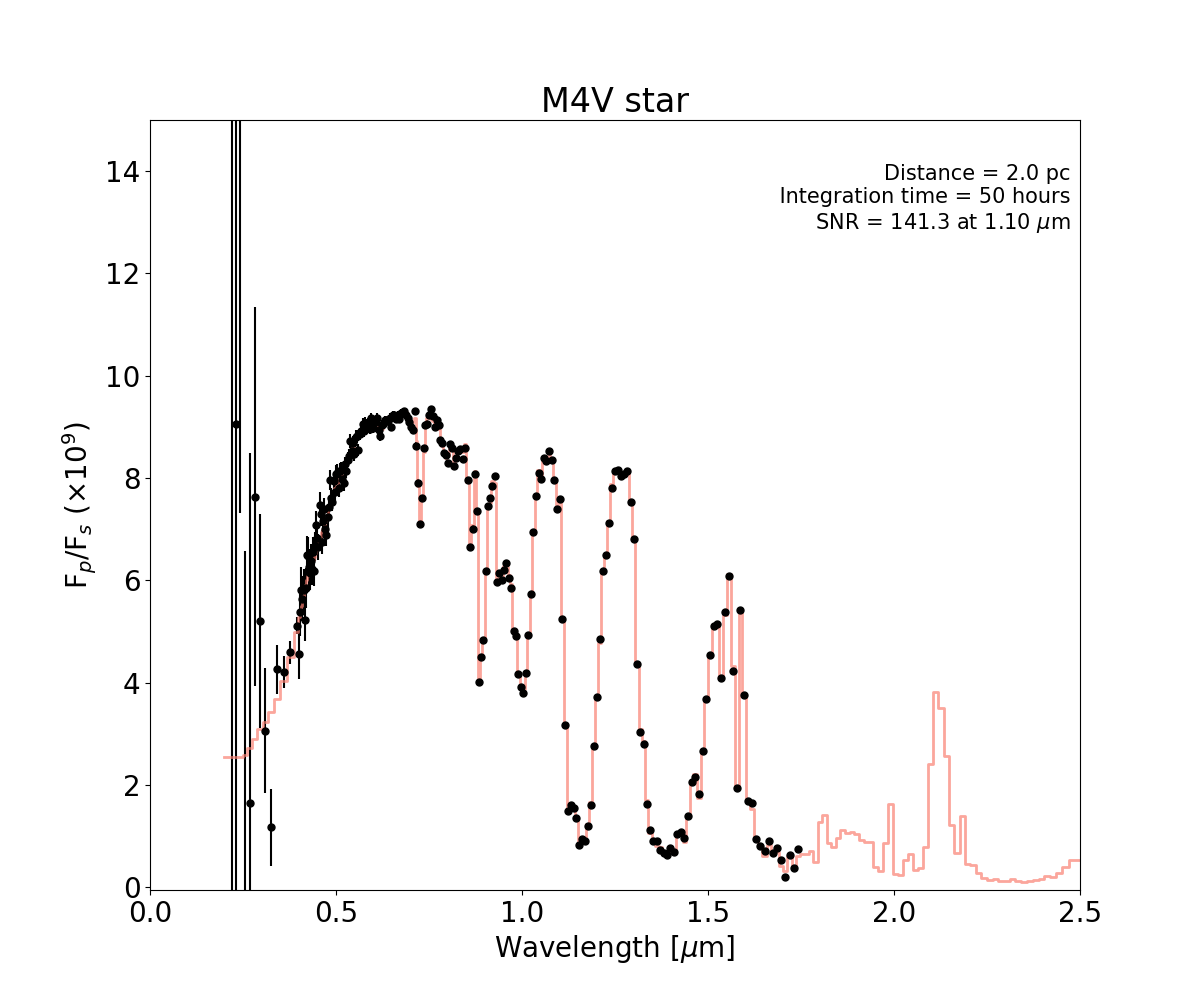 M4V star
Distance = 2.0 pc
Integration time = 50 hours
SNR = 141.3 at 1.10 μm
14
12
10
8
6
4
2
0
F_p/F_s (×10^9)
0.0 0.5 1.0 1.5 2.0 2.5
Wavelength [μm]